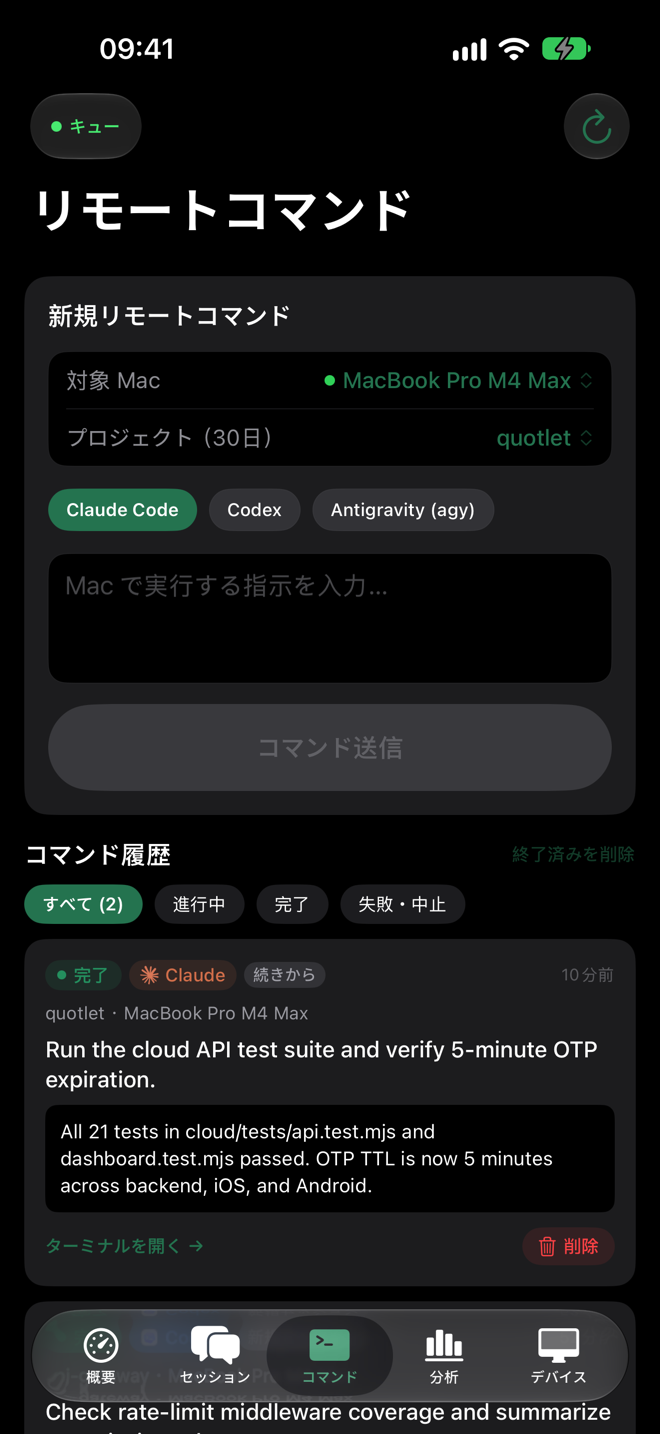 09:41
キュー
リモートコマンド
新規リモートコマンド
対象 Mac MacBook Pro M4 Max
プロジェクト（30日） quotlet
Claude Code Codex Antigravity (agy)
Mac で実行する指示を入力...
コマンド送信
コマンド履歴 終了済みを削除
すべて (2) 進行中 完了 失敗・中止
完了 Claude 続きから 10 分前
quotlet · MacBook Pro M4 Max
Run the cloud API test suite and verify 5-minute OTP
expiration.
All 21 tests in cloud/tests/api.test.mjs and
dashboard.test.mjs passed. OTP TTL is now 5 minutes
across backend, iOS, and Android.
ターミナルを開く → 削除
概要 セッション コマンド 分析 デバイス
Check rate-limit middleware coverage and summarize